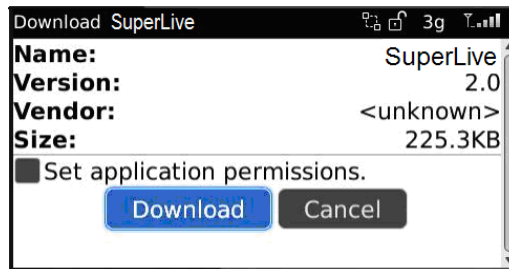 Download SuperLive 3g
Name: SuperLive
Version: 2.0
Vendor: <unknown>
Size: 225.3KB
Set application permissions.
Download Cancel